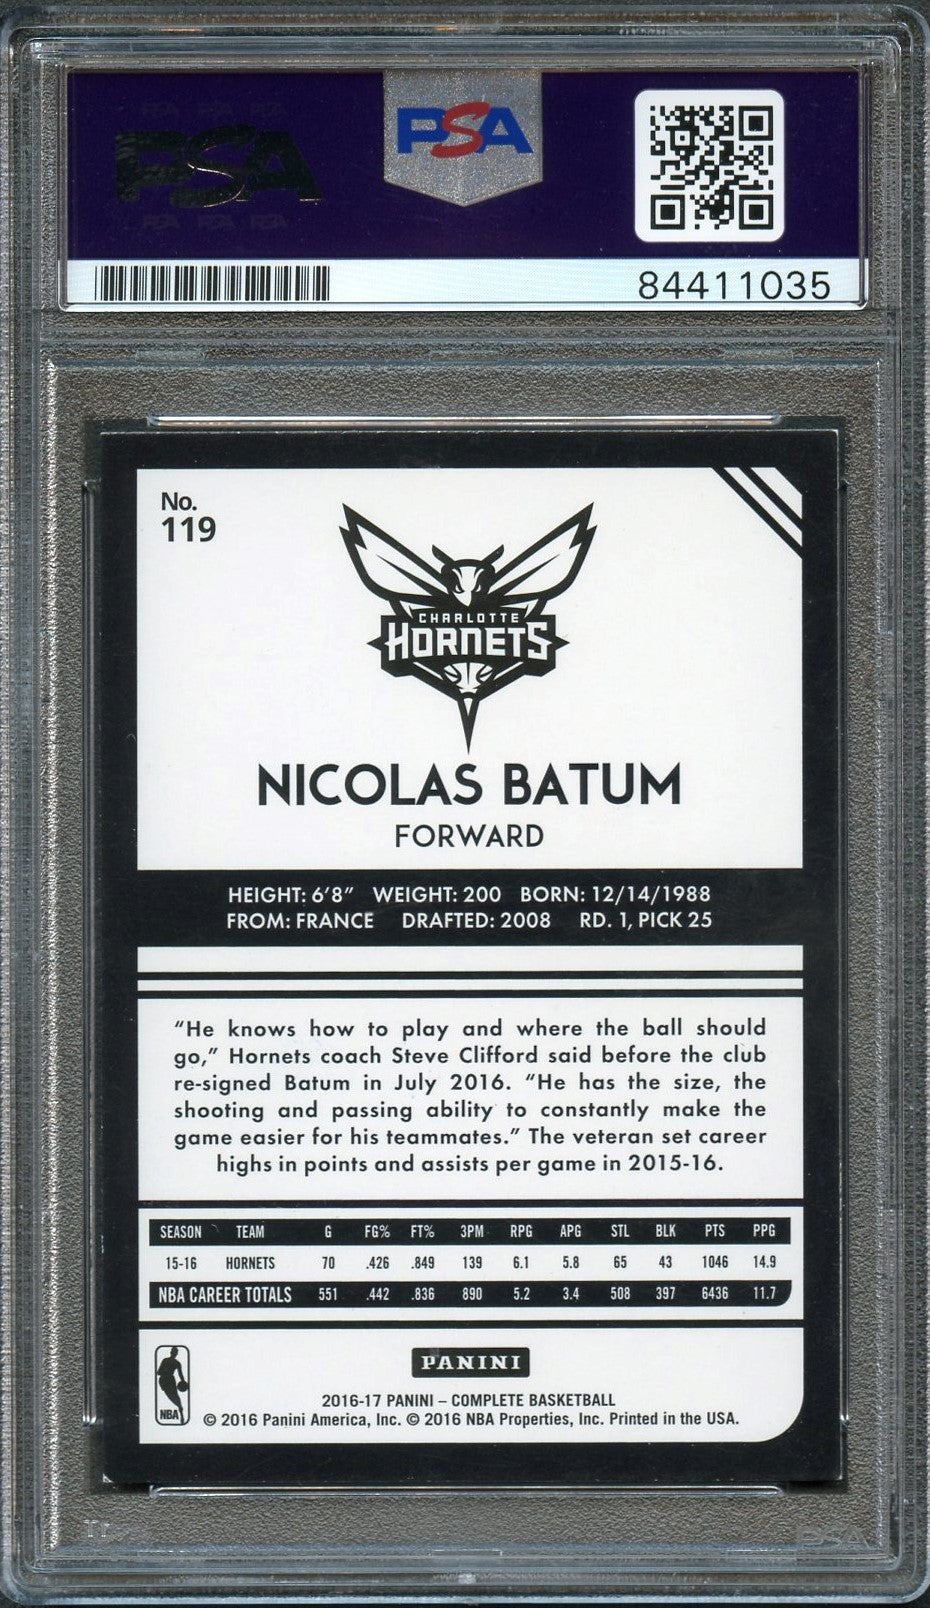 PSA
PSA
84411035
No.
119
CHARLOTTE
HORNETS
NICOLAS BATUM
FORWARD
HEIGHT: 6'8" WEIGHT: 200 BORN: 12/14/1988
FROM: FRANCE DRAFTED: 2008 RD. 1, PICK 25
“He knows how to play and where the ball should
go,” Hornets coach Steve Clifford said before the club
re-signed Batum in July 2016. “He has the size, the
shooting and passing ability to constantly make the
game easier for his teammates.” The veteran set career
highs in points and assists per game in 2015-16.
SEASON TEAM G FG% FT% 3PM RPG APG STL BLK PTS PPG
15-16 HORNETS 70 .426 .849 139 6.1 5.8 65 43 1046 14.9
NBA CAREER TOTALS 551 .442 .836 890 5.2 3.4 508 397 6436 11.7
PANINI
NBA
2016-17 PANINI – COMPLETE BASKETBALL
© 2016 Panini America, Inc. © 2016 NBA Properties, Inc. Printed in the USA.